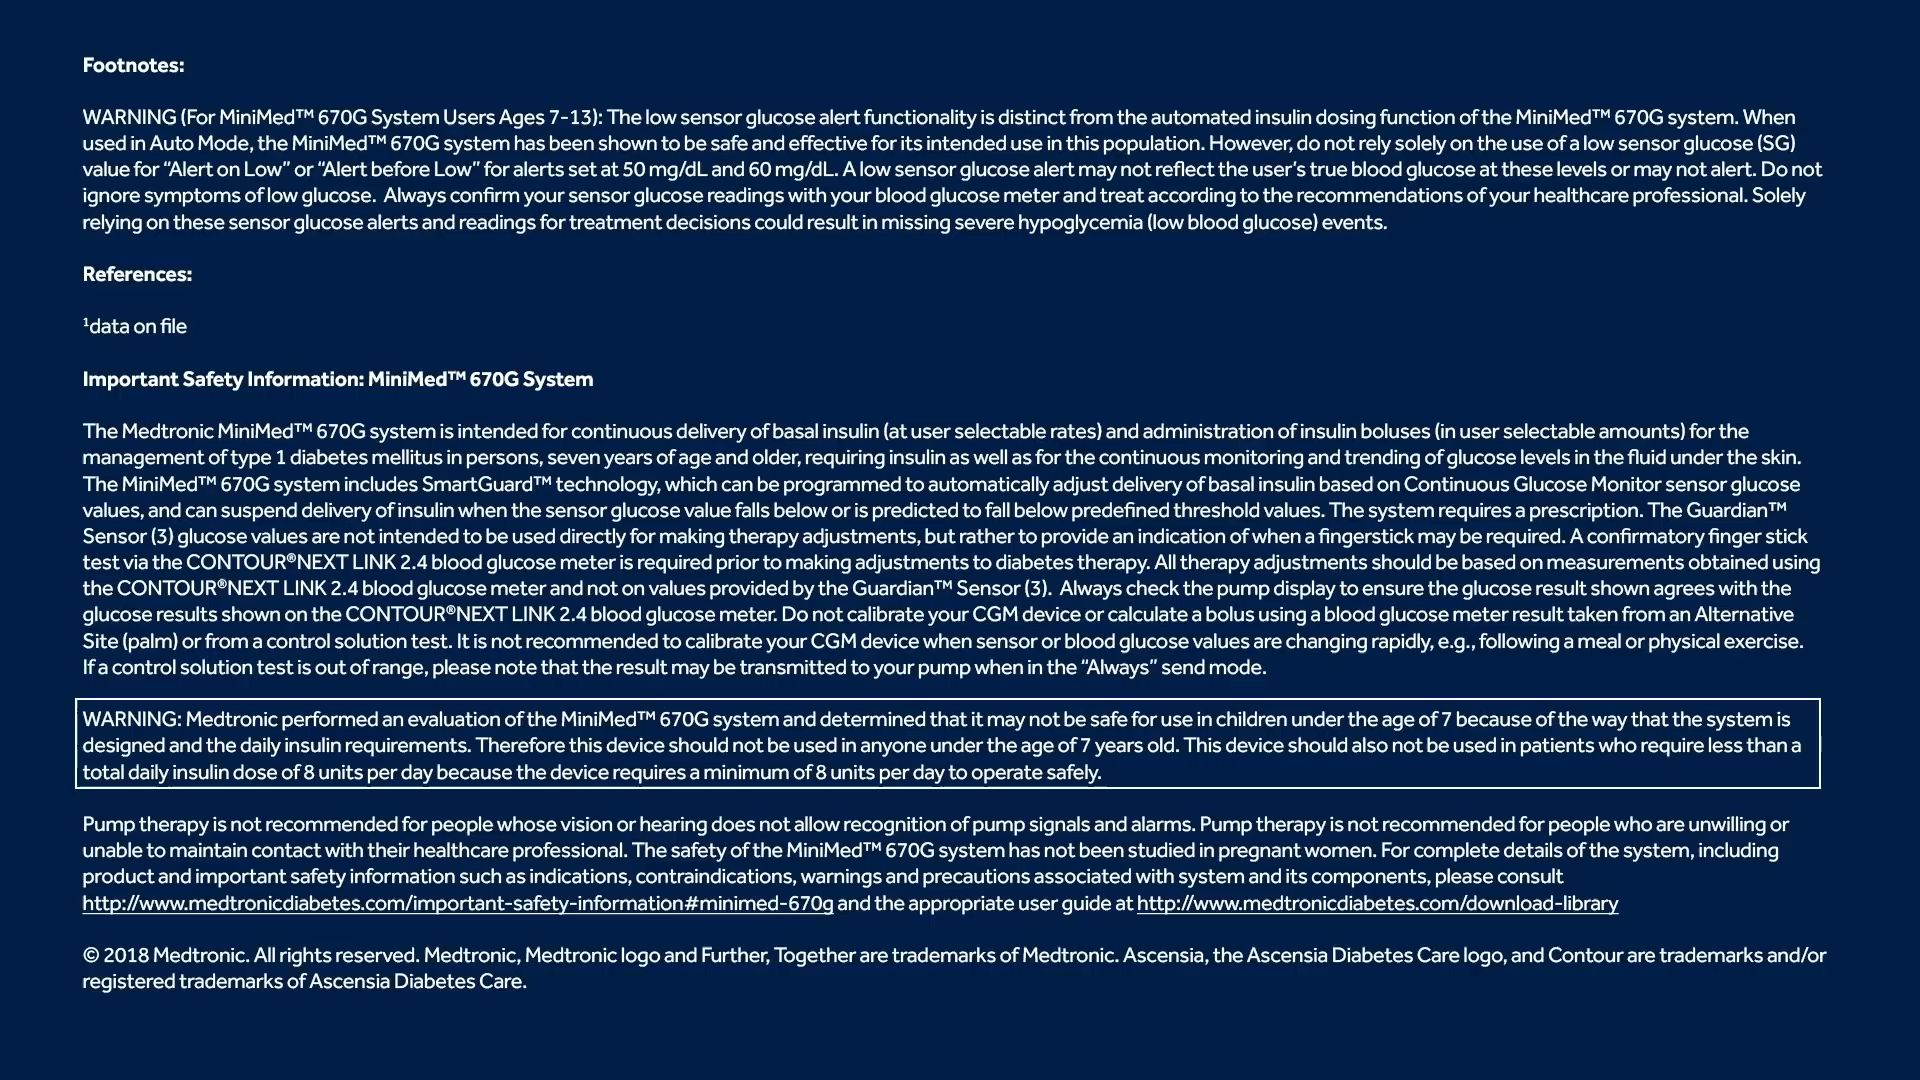 Footnotes:
WARNING (For MiniMed™ 670G System Users Ages 7-13): The low sensor glucose alert functionality is distinct from the automated insulin dosing function of the MiniMed™ 670G system. When
used in Auto Mode, the MiniMed™ 670G system has been shown to be safe and effective for its intended use in this population. However, do not rely solely on the use of a low sensor glucose (SG)
value for “Alert on Low” or “Alert before Low” for alerts set at 50 mg/dL and 60 mg/dL. A low sensor glucose alert may not reflect the user’s true blood glucose at these levels or may not alert. Do not
ignore symptoms of low glucose.  Always confirm your sensor glucose readings with your blood glucose meter and treat according to the recommendations of your healthcare professional. Solely
relying on these sensor glucose alerts and readings for treatment decisions could result in missing severe hypoglycemia (low blood glucose) events.
References:
¹data on file
Important Safety Information: MiniMed™ 670G System
The Medtronic MiniMed™ 670G system is intended for continuous delivery of basal insulin (at user selectable rates) and administration of insulin boluses (in user selectable amounts) for the
management of type 1 diabetes mellitus in persons, seven years of age and older, requiring insulin as well as for the continuous monitoring and trending of glucose levels in the fluid under the skin.
The MiniMed™ 670G system includes SmartGuard™ technology, which can be programmed to automatically adjust delivery of basal insulin based on Continuous Glucose Monitor sensor glucose
values, and can suspend delivery of insulin when the sensor glucose value falls below or is predicted to fall below predefined threshold values. The system requires a prescription. The Guardian™
Sensor (3) glucose values are not intended to be used directly for making therapy adjustments, but rather to provide an indication of when a fingerstick may be required. A confirmatory finger stick
test via the CONTOUR®NEXT LINK 2.4 blood glucose meter is required prior to making adjustments to diabetes therapy. All therapy adjustments should be based on measurements obtained using
the CONTOUR®NEXT LINK 2.4 blood glucose meter and not on values provided by the Guardian™ Sensor (3).  Always check the pump display to ensure the glucose result shown agrees with the
glucose results shown on the CONTOUR®NEXT LINK 2.4 blood glucose meter. Do not calibrate your CGM device or calculate a bolus using a blood glucose meter result taken from an Alternative
Site (palm) or from a control solution test. It is not recommended to calibrate your CGM device when sensor or blood glucose values are changing rapidly, e.g., following a meal or physical exercise.
If a control solution test is out of range, please note that the result may be transmitted to your pump when in the “Always” send mode.
WARNING: Medtronic performed an evaluation of the MiniMed™ 670G system and determined that it may not be safe for use in children under the age of 7 because of the way that the system is
designed and the daily insulin requirements. Therefore this device should not be used in anyone under the age of 7 years old. This device should also not be used in patients who require less than a
total daily insulin dose of 8 units per day because the device requires a minimum of 8 units per day to operate safely.
Pump therapy is not recommended for people whose vision or hearing does not allow recognition of pump signals and alarms. Pump therapy is not recommended for people who are unwilling or
unable to maintain contact with their healthcare professional. The safety of the MiniMed™ 670G system has not been studied in pregnant women. For complete details of the system, including
product and important safety information such as indications, contraindications, warnings and precautions associated with system and its components, please consult
http://www.medtronicdiabetes.com/important-safety-information#minimed-670g and the appropriate user guide at http://www.medtronicdiabetes.com/download-library
© 2018 Medtronic. All rights reserved. Medtronic, Medtronic logo and Further, Together are trademarks of Medtronic. Ascensia, the Ascensia Diabetes Care logo, and Contour are trademarks and/or
registered trademarks of Ascensia Diabetes Care.